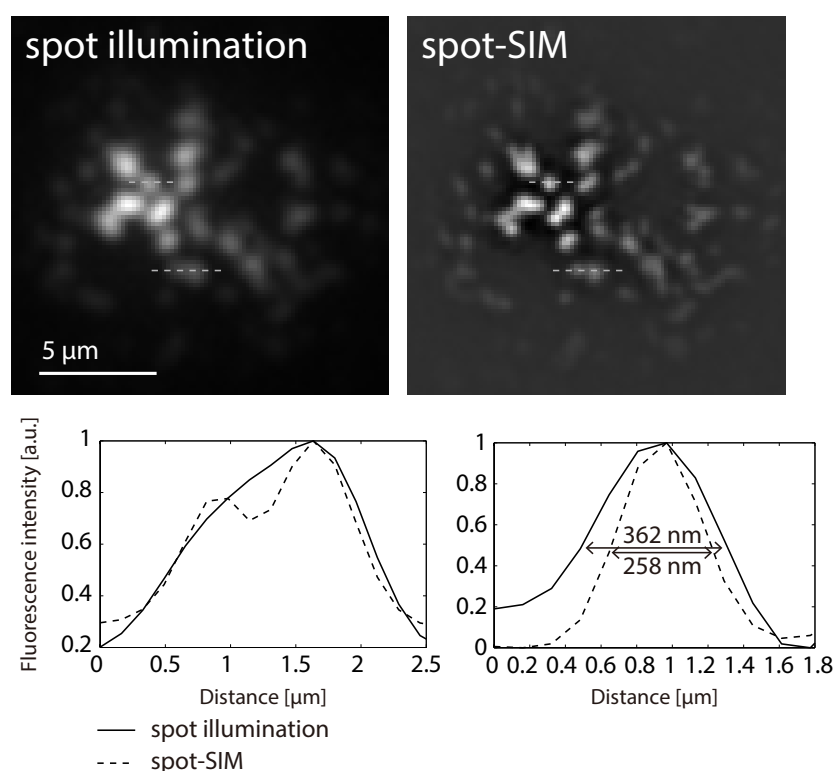 spot illumination
spot-SIM
5 µm
Fluorescence intensity [a.u.]
1
0.8
0.6
0.4
0.2
0 0.5 1 1.5 2 2.5
Distance [µm]
1
0.8
0.6
0.4
0.2
0
362 nm
258 nm
0 0.2 0.4 0.6 0.8 1 1.2 1.4 1.6 1.8
Distance [µm]
spot illumination
spot-SIM